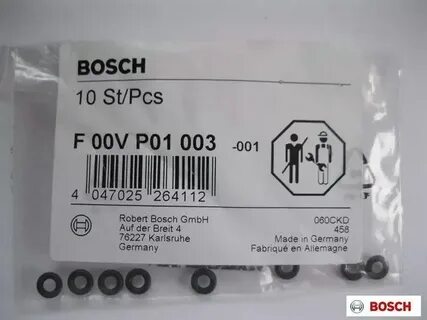 BOSCH
10 St/Pcs
F 00V P01 003 -001
4 047025 264112
Robert Bosch GmbH
Auf der Breit 4
76227 Karlsruhe
Germany
060CKD
458
Made in Germany
Fabriqué en Allemagne
BOSCH